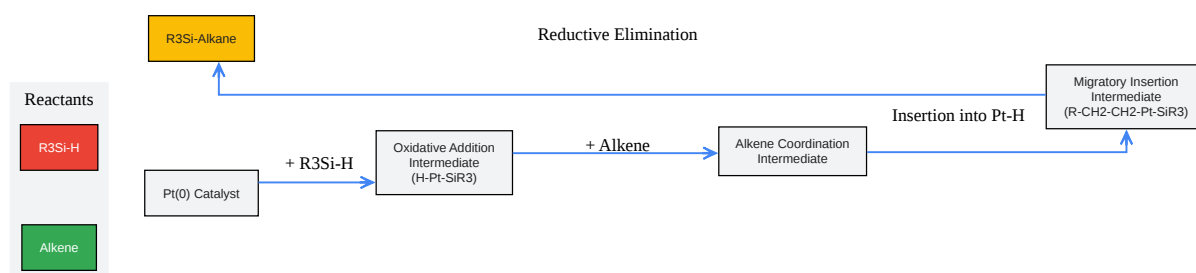 R3Si-Alkane
Reductive Elimination
Reactants
R3Si-H
Alkene
Pt(0) Catalyst
+ R3Si-H
Oxidative Addition
Intermediate
(H-Pt-SiR3)
+ Alkene
Alkene Coordination
Intermediate
Insertion into Pt-H
Migratory Insertion
Intermediate
(R-CH2-CH2-Pt-SiR3)